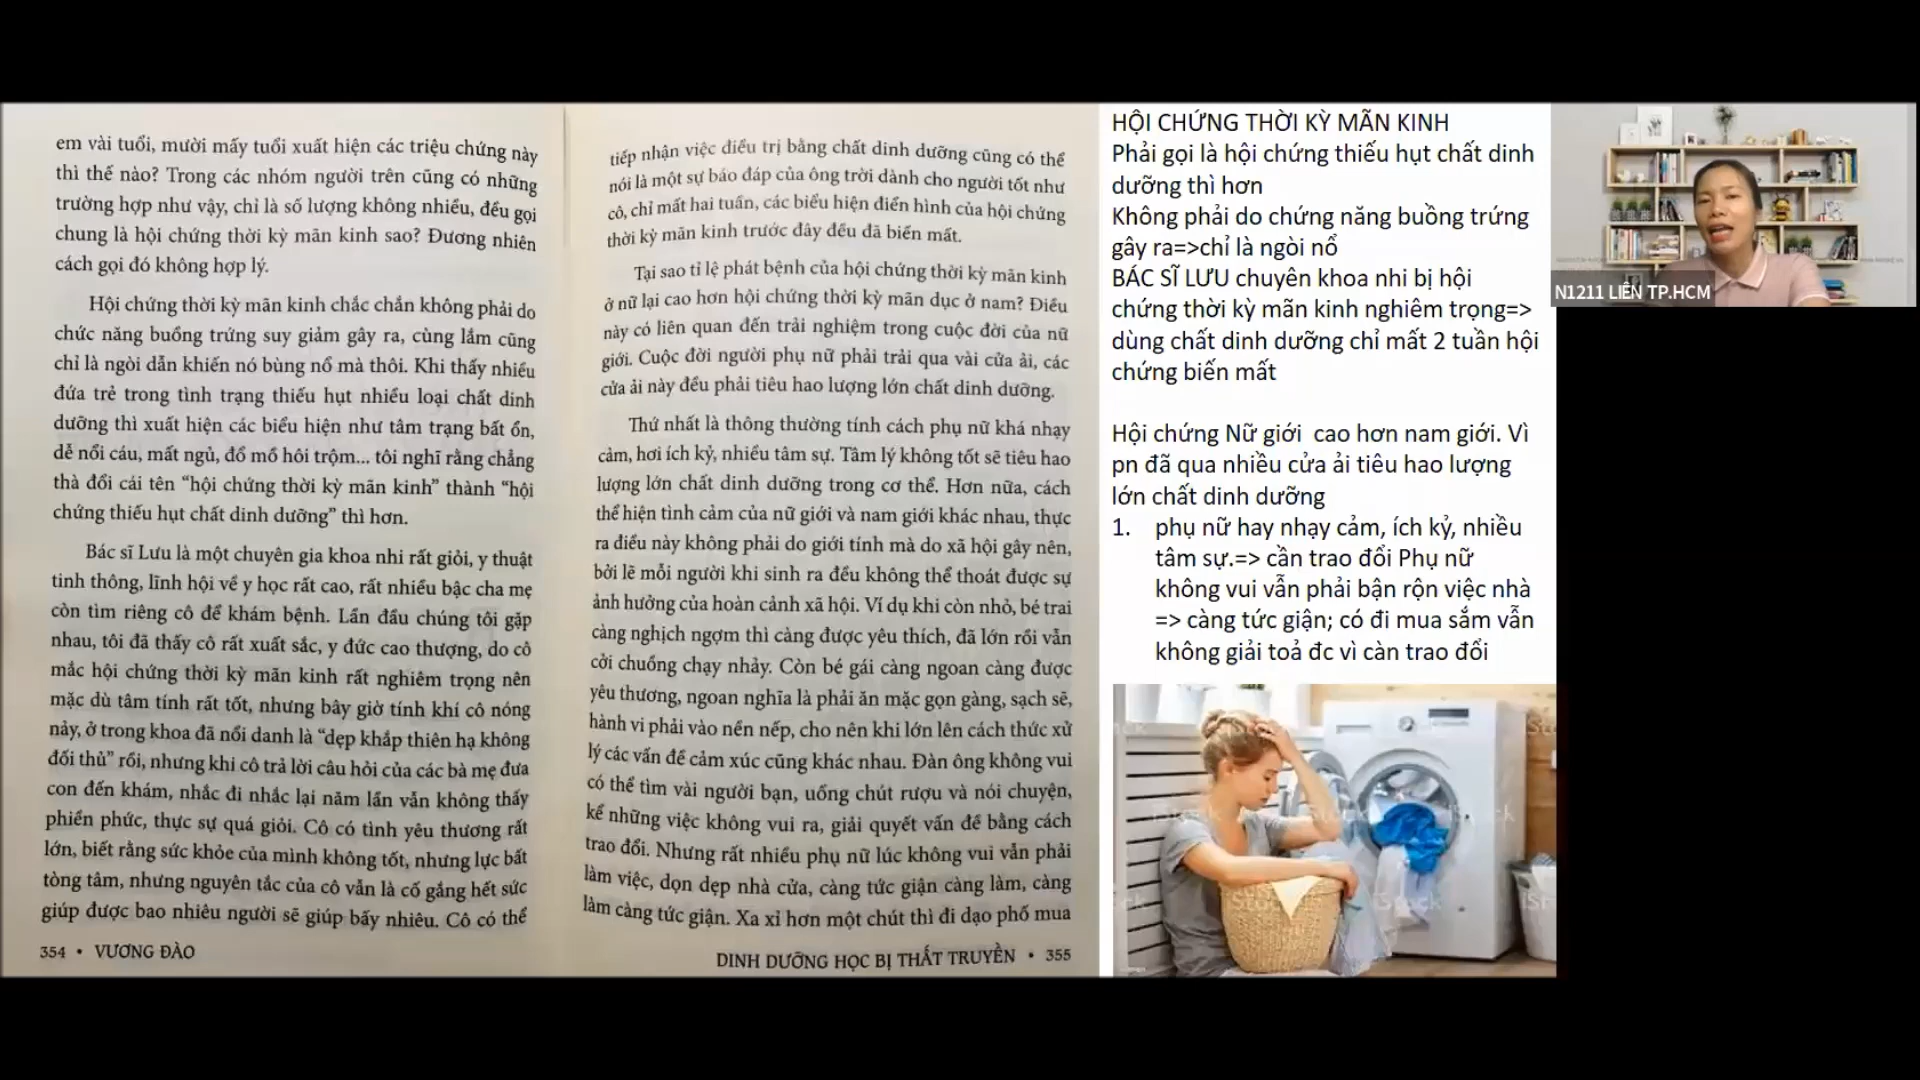 em vài tuổi, mười mấy tuổi xuất hiện các triệu chứng này
thì thế nào? Trong các nhóm người trên cũng có những
trường hợp như vậy, chỉ là số lượng không nhiều, đều gọi
chung là hội chứng thời kỳ mãn kinh sao? Đương nhiên
cách gọi đó không hợp lý.
Hội chứng thời kỳ mãn kinh chắc chắn không phải do
chức năng buồng trứng suy giảm gây ra, cùng lắm cũng
chỉ là ngòi dẫn khiến nó bùng nổ mà thôi. Khi thấy nhiều
đứa trẻ trong tình trạng thiếu hụt nhiều loại chất dinh
dưỡng thì xuất hiện các biểu hiện như tâm trạng bất ổn,
dễ nổi cáu, mất ngủ, đổ mồ hôi trộm... tôi nghĩ rằng chẳng
thà đổi cái tên “hội chứng thời kỳ mãn kinh” thành “hội
chứng thiếu hụt chất dinh dưỡng” thì hơn.
Bác sĩ Lưu là một chuyên gia khoa nhi rất giỏi, y thuật
tinh thông, lĩnh hội về y học rất cao, rất nhiều bậc cha mẹ
còn tìm riêng cô để khám bệnh. Lần đầu chúng tôi gặp
nhau, tôi đã thấy cô rất xuất sắc, y đức cao thượng, do cô
mắc hội chứng thời kỳ mãn kinh rất nghiêm trọng nên
mặc dù tâm tính rất tốt, nhưng bây giờ tính khí cô nóng
nảy, ở trong khoa đã nổi danh là “dẹp khắp thiên hạ không
đối thủ” rồi, nhưng khi cô trả lời câu hỏi của các bà mẹ đưa
con đến khám, nhắc đi nhắc lại năm lần vẫn không thấy
phiền phức, thực sự quá giỏi. Cô có tình yêu thương rất
lớn, biết rằng sức khỏe của mình không tốt, nhưng lực bất
tòng tâm, nhưng nguyên tắc của cô vẫn là cố gắng hết sức
giúp được bao nhiêu người sẽ giúp bấy nhiêu. Cô có thể
354 • VƯƠNG ĐÀO
tiếp nhận việc điều trị bằng chất dinh dưỡng cũng có thể
nói là một sự báo đáp của ông trời dành cho người tốt như
cô, chỉ mất hai tuần, các biểu hiện điển hình của hội chứng
thời kỳ mãn kinh trước đây đều đã biến mất.
Tại sao tỉ lệ phát bệnh của hội chứng thời kỳ mãn kinh
ở nữ lại cao hơn hội chứng thời kỳ mãn dục ở nam? Điều
này có liên quan đến trải nghiệm trong cuộc đời của nữ
giới. Cuộc đời người phụ nữ phải trải qua vài cửa ải, các
cửa ải này đều phải tiêu hao lượng lớn chất dinh dưỡng.
Thứ nhất là thông thường tính cách phụ nữ khá nhạy
cảm, hơi ích kỷ, nhiều tâm sự. Tâm lý không tốt sẽ tiêu hao
lượng lớn chất dinh dưỡng trong cơ thể. Hơn nữa, cách
thể hiện tình cảm của nữ giới và nam giới khác nhau, thực
ra điều này không phải do giới tính mà do xã hội gây nên,
bởi lẽ mỗi người khi sinh ra đều không thể thoát được sự
ảnh hưởng của hoàn cảnh xã hội. Ví dụ khi còn nhỏ, bé trai
càng nghịch ngợm thì càng được yêu thích, đã lớn rồi vẫn
cởi chuồng chạy nhảy. Còn bé gái càng ngoan càng được
yêu thương, ngoan nghĩa là phải ăn mặc gọn gàng, sạch sẽ,
hành vi phải vào nền nếp, cho nên khi lớn lên cách thức xử
lý các vấn đề cảm xúc cũng khác nhau. Đàn ông không vui
có thể tìm vài người bạn, uống chút rượu và nói chuyện,
kể những việc không vui ra, giải quyết vấn đề bằng cách
trao đổi. Nhưng rất nhiều phụ nữ lúc không vui vẫn phải
làm việc, dọn dẹp nhà cửa, càng tức giận càng làm, càng
làm càng tức giận. Xa xỉ hơn một chút thì đi dạo phố mua
DINH DƯỠNG HỌC BỊ THẤT TRUYỀN • 355
HỘI CHỨNG THỜI KỲ MÃN KINH
Phải gọi là hội chứng thiếu hụt chất dinh
dưỡng thì hơn
Không phải do chứng năng buồng trứng
gây ra=>chỉ là ngòi nổ
BÁC SĨ LƯU chuyên khoa nhi bị hội
chứng thời kỳ mãn kinh nghiêm trọng=>
dùng chất dinh dưỡng chỉ mất 2 tuần hội
chứng biến mất
Hội chứng Nữ giới  cao hơn nam giới. Vì
pn đã qua nhiều cửa ải tiêu hao lượng
lớn chất dinh dưỡng
1. phụ nữ hay nhạy cảm, ích kỷ, nhiều
tâm sự.=> cần trao đổi Phụ nữ
không vui vẫn phải bận rộn việc nhà
=> càng tức giận; có đi mua sắm vẫn
không giải toả đc vì càn trao đổi
iStock
N1211 LIÊN TP.HCM